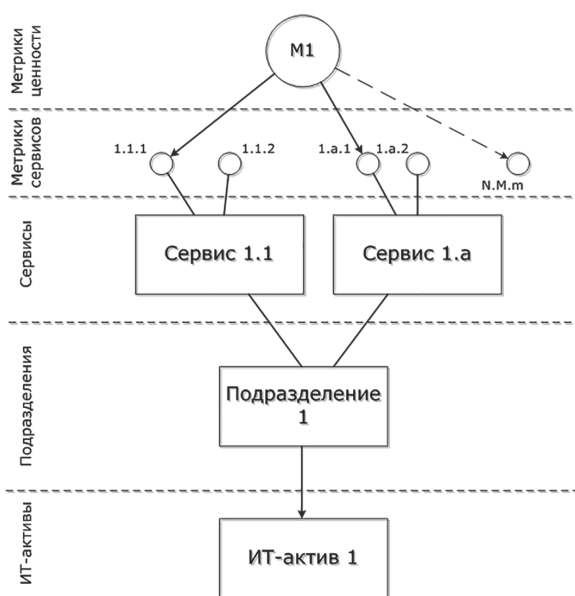 Метрики
ценности
М1
Метрики
сервисов
1.1.1
1.1.2
1.a.1
1.a.2
N.M.m
Сервисы
Сервис 1.1
Сервис 1.a
Подразделения
Подразделение
1
ИТ-активы
ИТ-актив 1